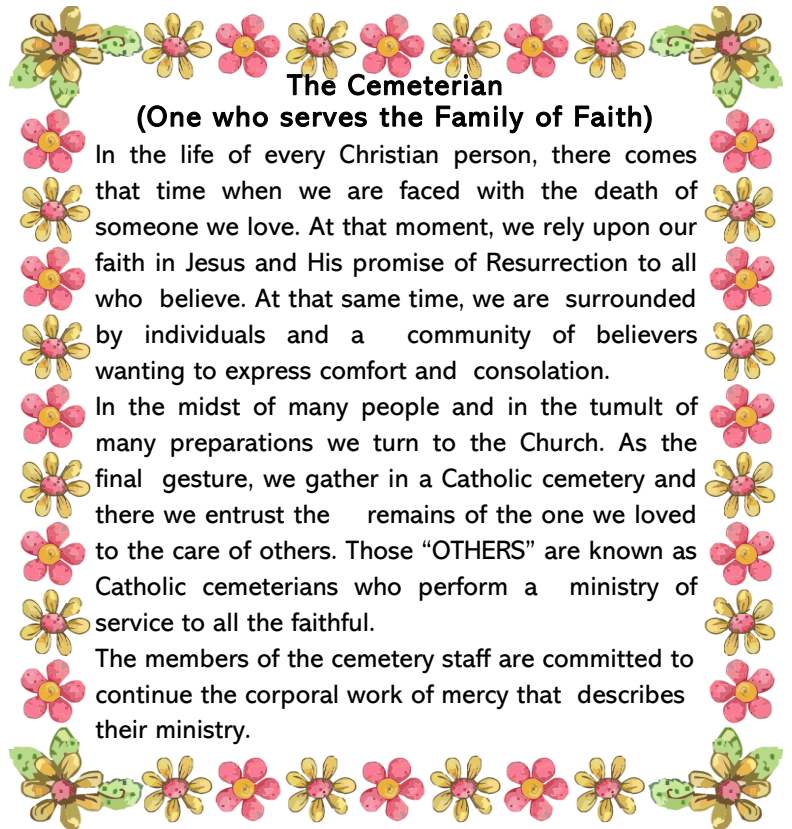 The Cemeterian
(One who serves the Family of Faith)
In the life of every Christian person, there comes
that time when we are faced with the death of
someone we love. At that moment, we rely upon our
faith in Jesus and His promise of Resurrection to all
who believe. At that same time, we are surrounded
by individuals and a community of believers
wanting to express comfort and consolation.
In the midst of many people and in the tumult of
many preparations we turn to the Church. As the
final gesture, we gather in a Catholic cemetery and
there we entrust the remains of the one we loved
to the care of others. Those “OTHERS” are known as
Catholic cemeterians who perform a ministry of
service to all the faithful.
The members of the cemetery staff are committed to
continue the corporal work of mercy that describes
their ministry.